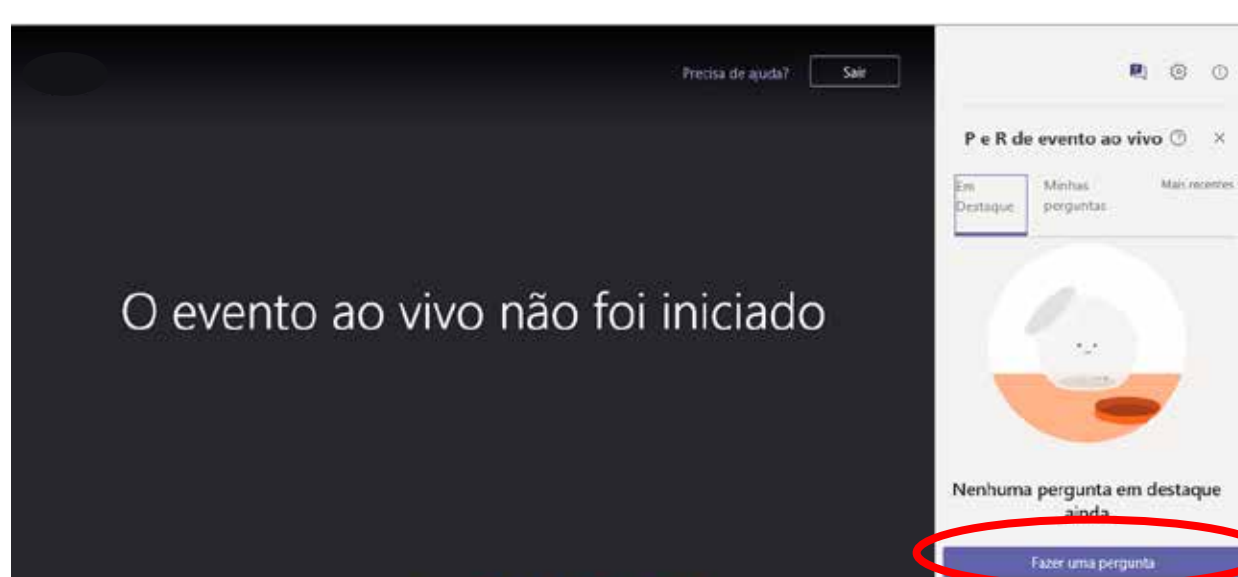 Precisa de ajuda? Sair
O evento ao vivo não foi iniciado
P e R de evento ao vivo
Em
Destaque
Minhas
perguntas
Mais recentes
Nenhuma pergunta em destaque
ainda
Fazer uma pergunta